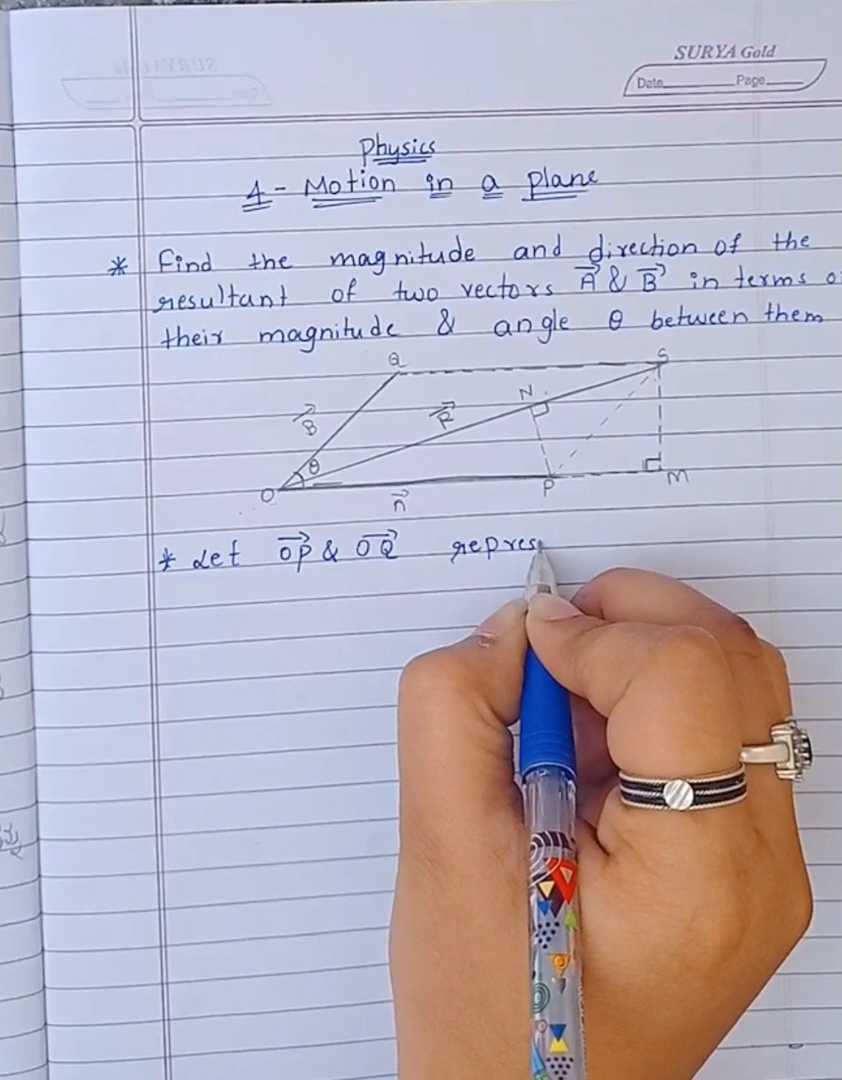 SURYA Gold
Date Page
Physics
4 - Motion in a plane
* Find the magnitude and direction of the
resultant of two vectors A⃗ & B⃗ in terms o
their magnitude & angle θ between them
Q S
N
B⃗ R⃗
θ
O P M
n⃗
* Let OP⃗ & OQ⃗ repres